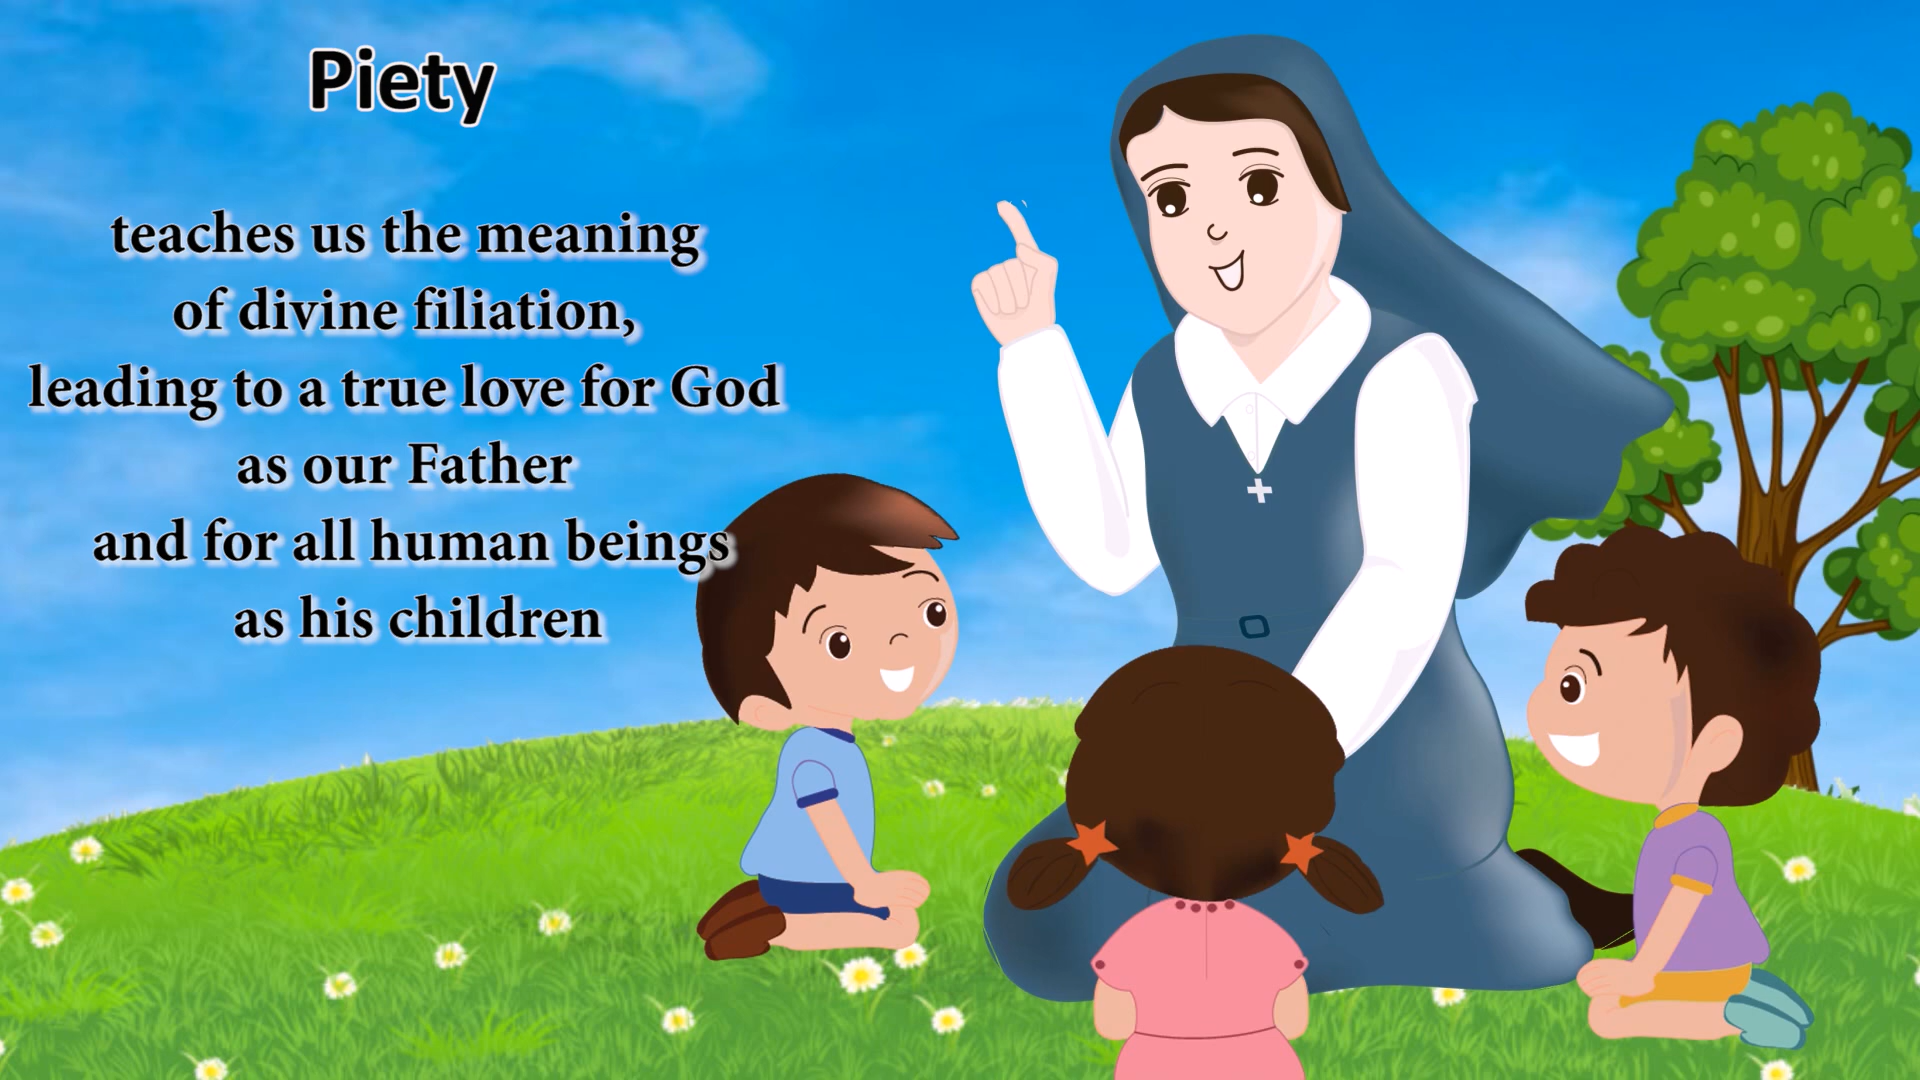 Piety
teaches us the meaning
of divine filiation,
leading to a true love for God
as our Father
and for all human beings
as his children